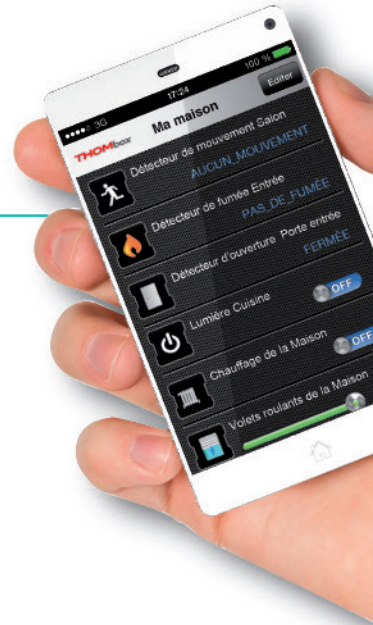 3G 17:24 100 %
THOMbox Ma maison Editer
Détecteur de mouvement Salon
AUCUN_MOUVEMENT
Détecteur de fumée Entrée
PAS_DE_FUMÉE
Détecteur d'ouverture Porte entrée
FERMÉE
Lumière Cuisine OFF
Chauffage de la Maison OFF
Volets roulants de la Maison